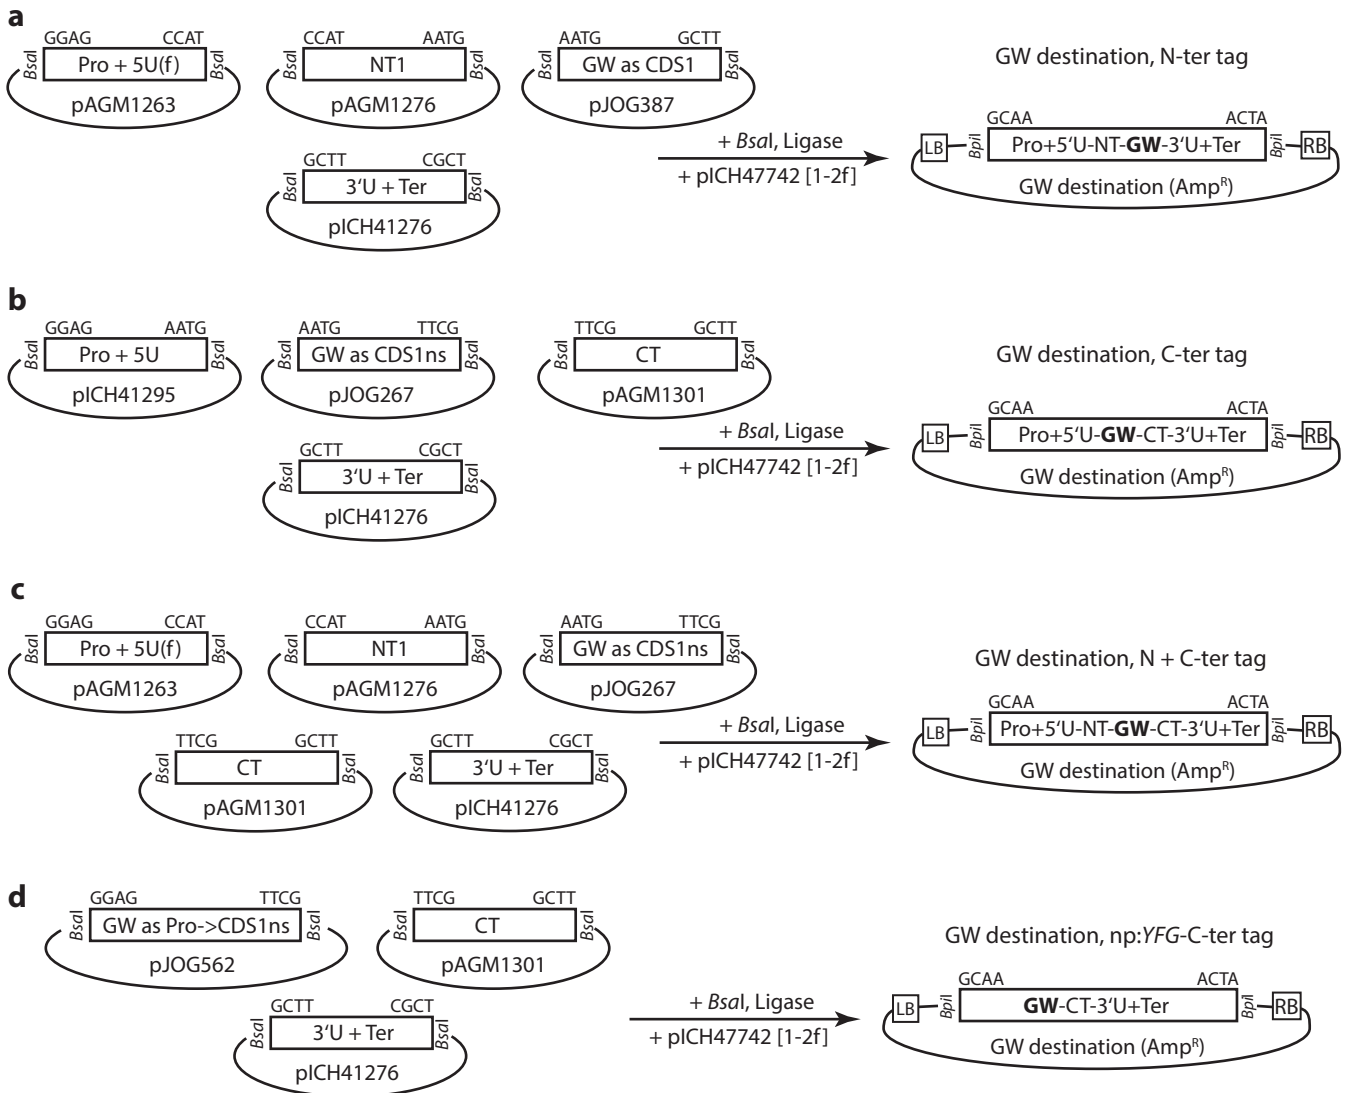 a
GGAG CCAT
BsaI Pro + 5U(f) BsaI
pAGM1263
CCAT AATG
BsaI NT1 BsaI
pAGM1276
AATG GCTT
BsaI GW as CDS1 BsaI
pJOG387
GCTT CGCT
BsaI 3‘U + Ter BsaI
pICH41276
+ BsaI, Ligase
+ pICH47742 [1-2f]
GW destination, N-ter tag
GCAA ACTA
LB BpiI Pro+5‘U-NT-GW-3‘U+Ter BpiI RB
GW destination (Amp^R)
b
GGAG AATG
BsaI Pro + 5U BsaI
pICH41295
AATG TTCG
BsaI GW as CDS1ns BsaI
pJOG267
TTCG GCTT
BsaI CT BsaI
pAGM1301
GCTT CGCT
BsaI 3‘U + Ter BsaI
pICH41276
+ BsaI, Ligase
+ pICH47742 [1-2f]
GW destination, C-ter tag
GCAA ACTA
LB BpiI Pro+5‘U-GW-CT-3‘U+Ter BpiI RB
GW destination (Amp^R)
c
GGAG CCAT
BsaI Pro + 5U(f) BsaI
pAGM1263
CCAT AATG
BsaI NT1 BsaI
pAGM1276
AATG TTCG
BsaI GW as CDS1ns BsaI
pJOG267
TTCG GCTT
BsaI CT BsaI
pAGM1301
GCTT CGCT
BsaI 3‘U + Ter BsaI
pICH41276
+ BsaI, Ligase
+ pICH47742 [1-2f]
GW destination, N + C-ter tag
GCAA ACTA
LB BpiI Pro+5‘U-NT-GW-CT-3‘U+Ter BpiI RB
GW destination (Amp^R)
d
GGAG TTCG
BsaI GW as Pro->CDS1ns BsaI
pJOG562
TTCG GCTT
BsaI CT BsaI
pAGM1301
GCTT CGCT
BsaI 3‘U + Ter BsaI
pICH41276
+ BsaI, Ligase
+ pICH47742 [1-2f]
GW destination, np:YFG-C-ter tag
GCAA ACTA
LB BpiI GW-CT-3‘U+Ter BpiI RB
GW destination (Amp^R)